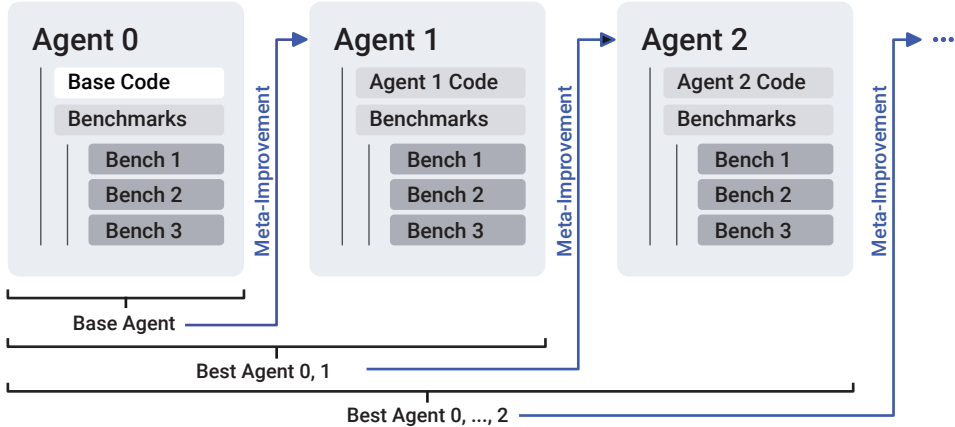 Agent 0
Base Code
Benchmarks
Bench 1
Bench 2
Bench 3
Meta-Improvement
Agent 1
Agent 1 Code
Benchmarks
Bench 1
Bench 2
Bench 3
Meta-Improvement
Agent 2
Agent 2 Code
Benchmarks
Bench 1
Bench 2
Bench 3
Meta-Improvement
...
Base Agent
Best Agent 0, 1
Best Agent 0, ..., 2